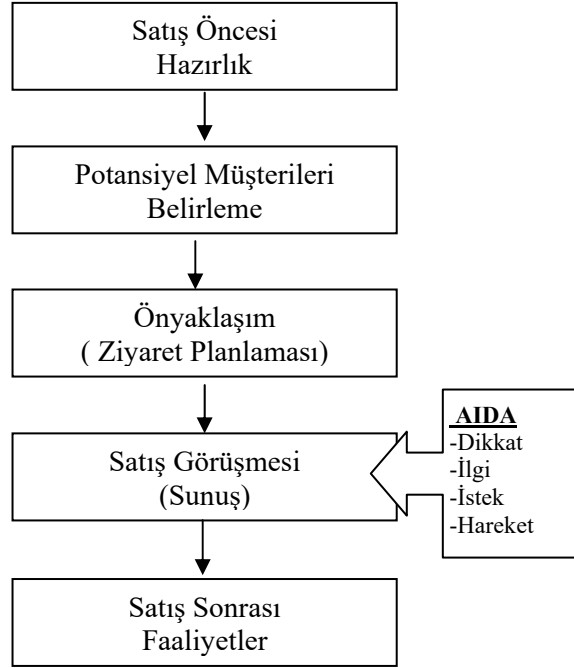 Satış Öncesi
Hazırlık
Potansiyel Müşterileri
Belirleme
Önyaklaşım
( Ziyaret Planlaması)
Satış Görüşmesi
(Sunuş)
AIDA
-Dikkat
-İlgi
-İstek
-Hareket
Satış Sonrası
Faaliyetler